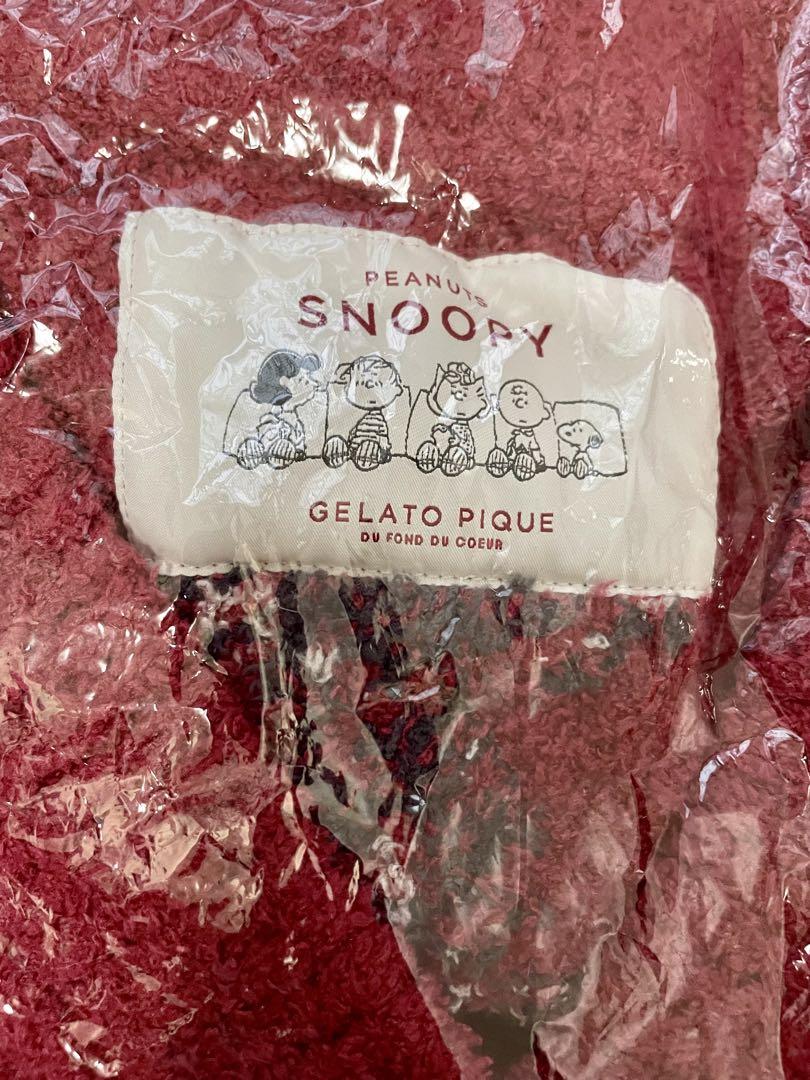 PEANUTS
SNOOPY
GELATO PIQUE
DU FOND DU COEUR